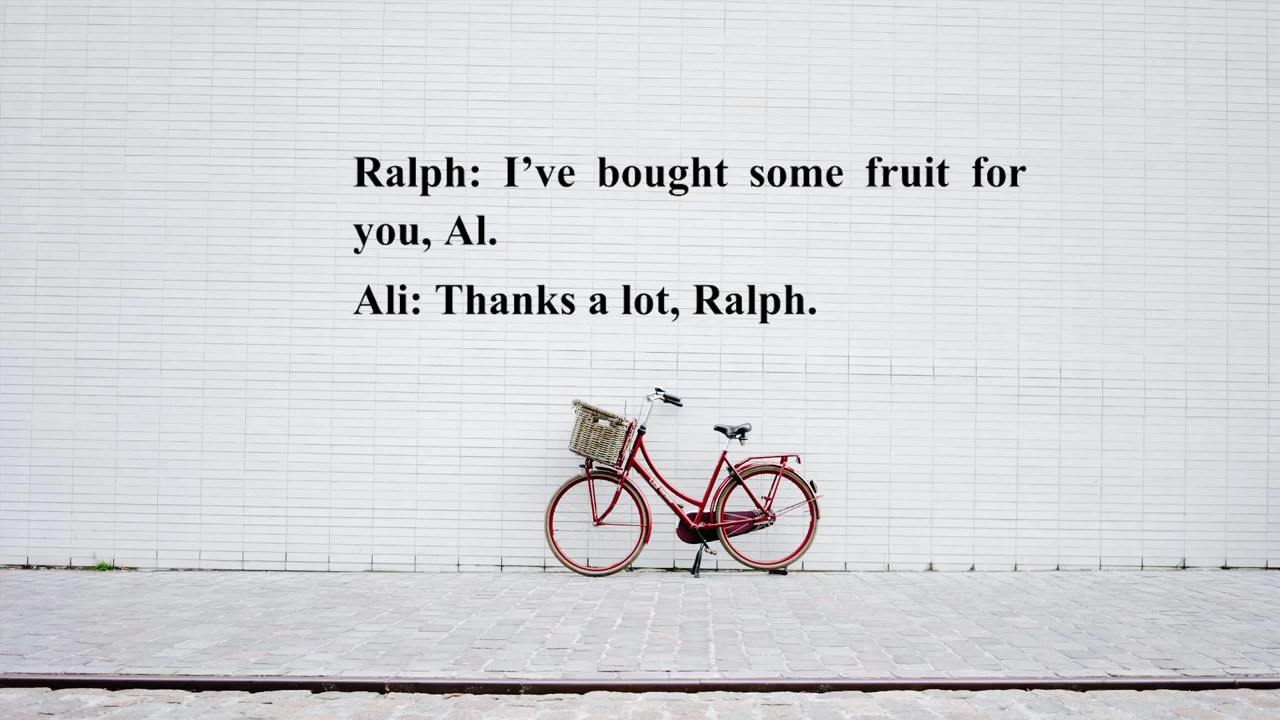 Ralph: I’ve bought some fruit for
you, Al.
Ali: Thanks a lot, Ralph.